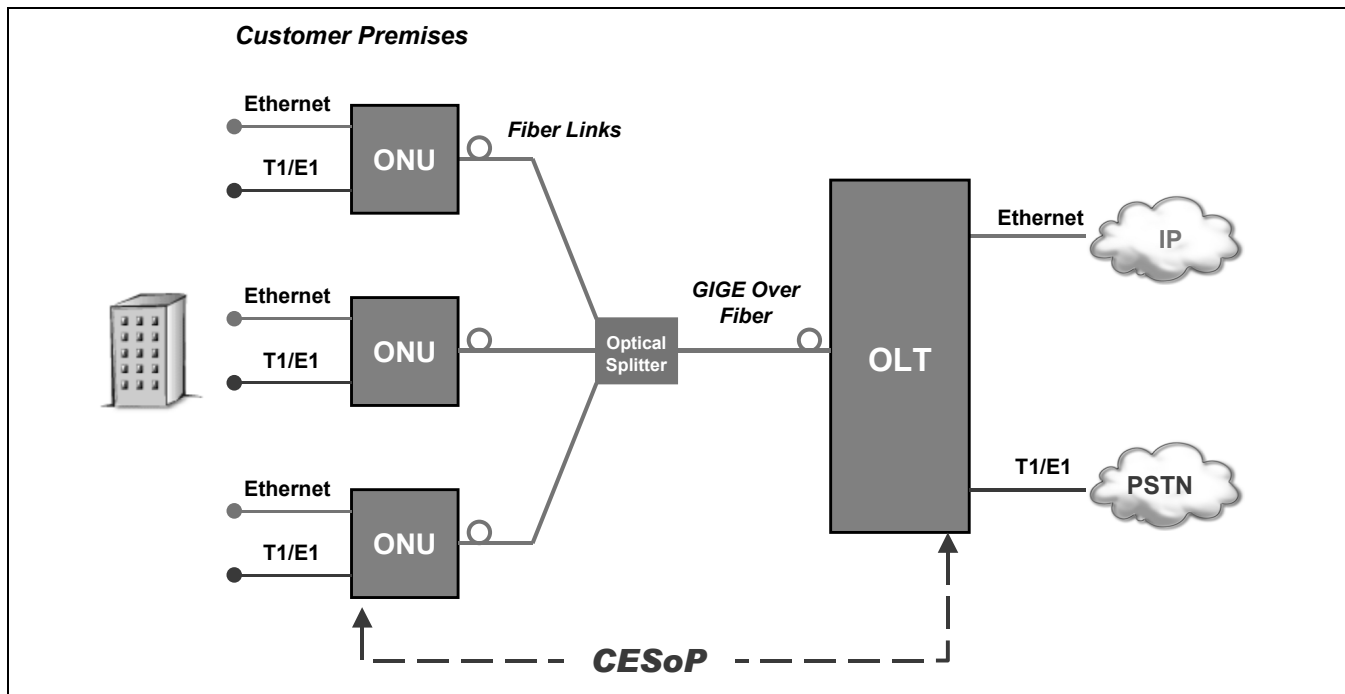 Customer Premises
Ethernet
ONU
T1/E1
Fiber Links
Ethernet
ONU
T1/E1
Ethernet
ONU
T1/E1
Optical
Splitter
GIGE Over
Fiber
OLT
Ethernet
IP
T1/E1
PSTN
CESoP